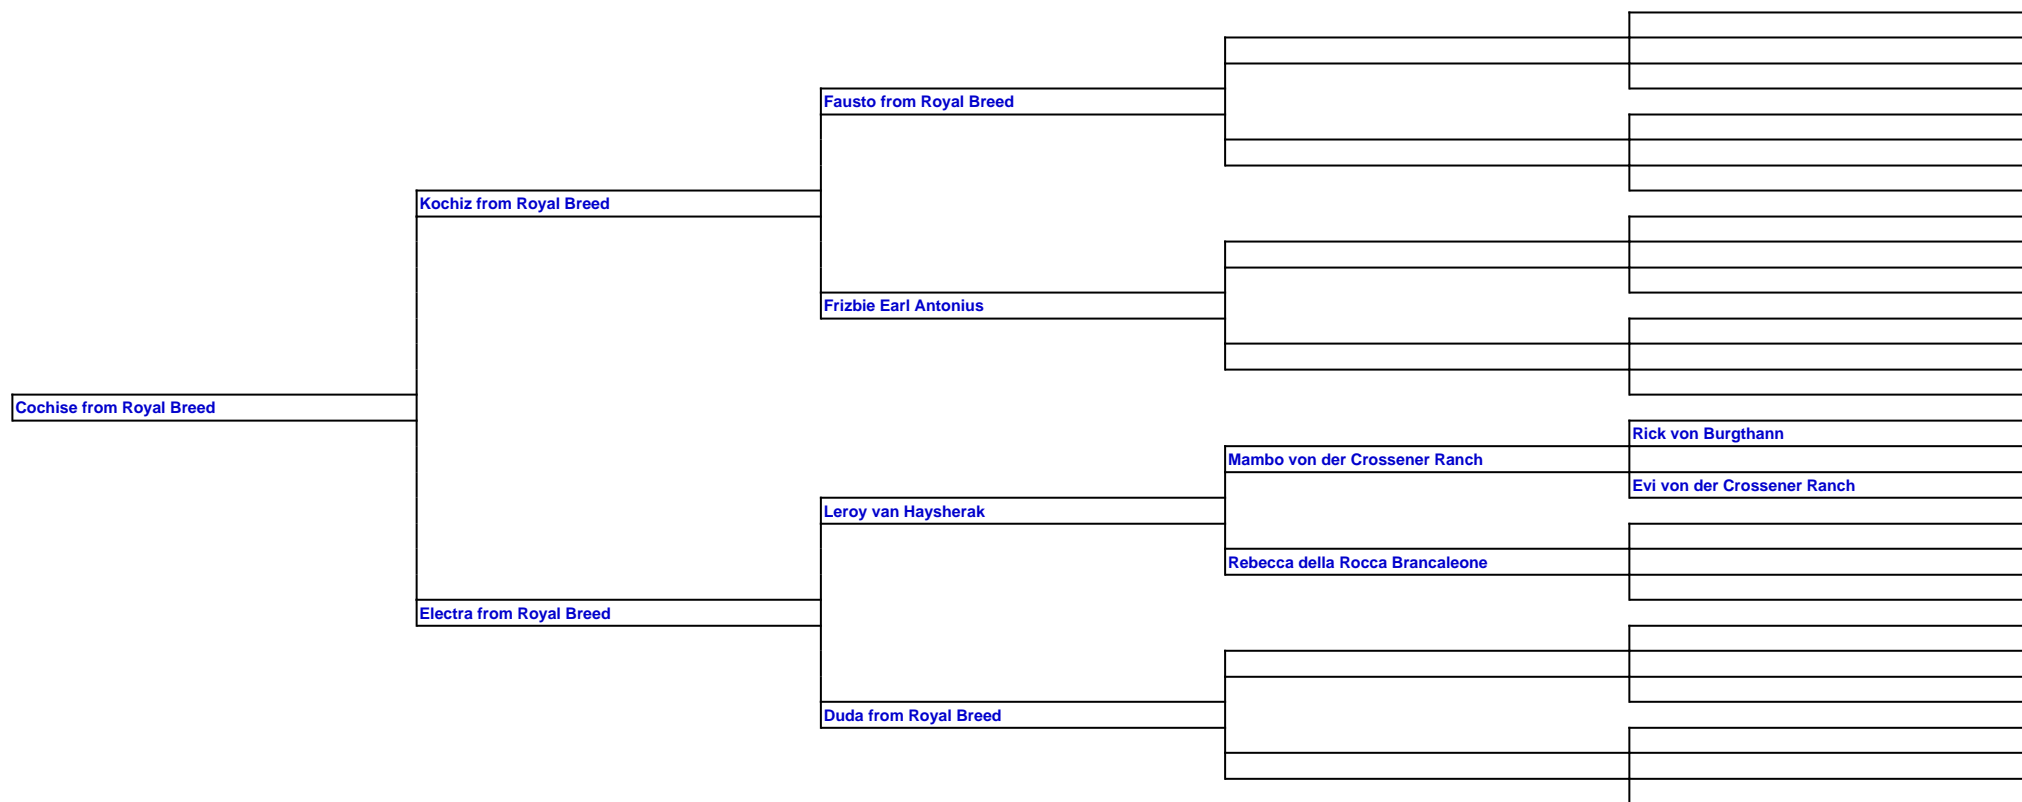 Fausto from Royal Breed
Kochiz from Royal Breed
Frizbie Earl Antonius
Cochise from Royal Breed
Rick von Burgthann
Mambo von der Crossener Ranch
Evi von der Crossener Ranch
Leroy van Haysherak
Rebecca della Rocca Brancaleone
Electra from Royal Breed
Duda from Royal Breed